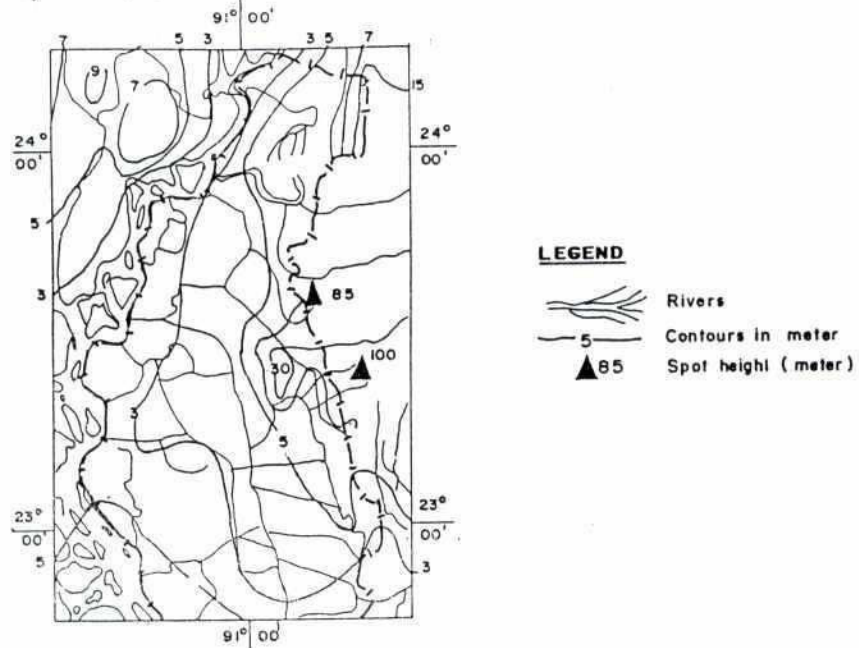 91° 00'
7 5 3 3 5 7
9 7 15
24° 00' 24° 00'
5
3
85
LEGEND
Rivers
5 Contours in meter
85 Spot height (meter)
100
30
3
5
23° 00' 23° 00'
5 3
91° 00'